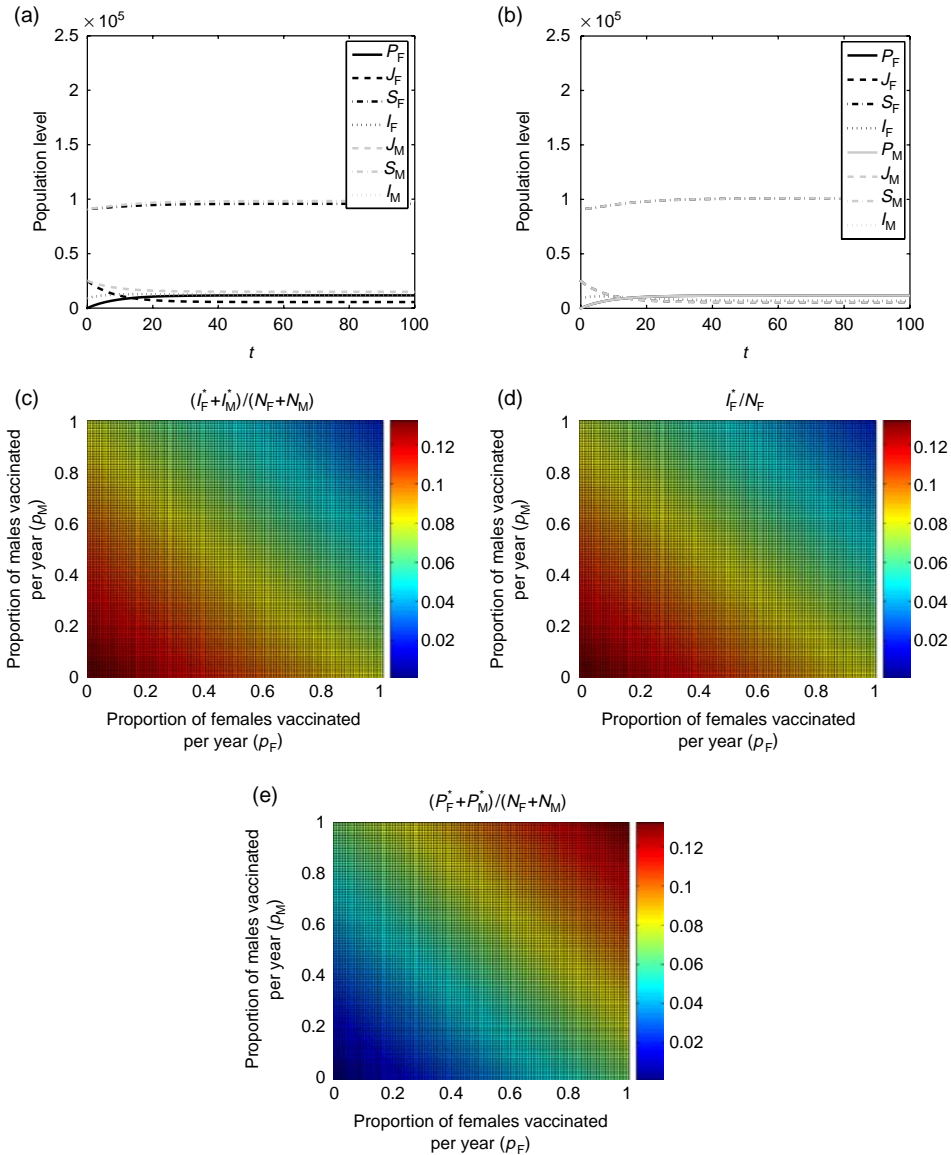 (a)
× 10⁵
2.5
2
1.5
1
0.5
0
Population level
0 20 40 60 80 100
t
P_F
J_F
S_F
I_F
J_M
S_M
I_M
(b)
× 10⁵
2.5
2
1.5
1
0.5
0
Population level
0 20 40 60 80 100
t
P_F
J_F
S_F
I_F
P_M
J_M
S_M
I_M
(c)
(I*_F+I*_M)/(N_F+N_M)
1
0.8
0.6
0.4
0.2
0
Proportion of males vaccinated
per year (p_M)
0 0.2 0.4 0.6 0.8 1
Proportion of females vaccinated
per year (p_F)
0.12
0.10
0.08
0.06
0.04
0.02
(d)
I*_F/N_F
1
0.8
0.6
0.4
0.2
0
Proportion of males vaccinated
per year (p_M)
0 0.2 0.4 0.6 0.8 1
Proportion of females vaccinated
per year (p_F)
0.12
0.10
0.08
0.06
0.04
0.02
(e)
(P*_F+P*_M)/(N_F+N_M)
1
0.8
0.6
0.4
0.2
0
Proportion of males vaccinated
per year (p_M)
0 0.2 0.4 0.6 0.8 1
Proportion of females vaccinated
per year (p_F)
0.12
0.10
0.08
0.06
0.04
0.02